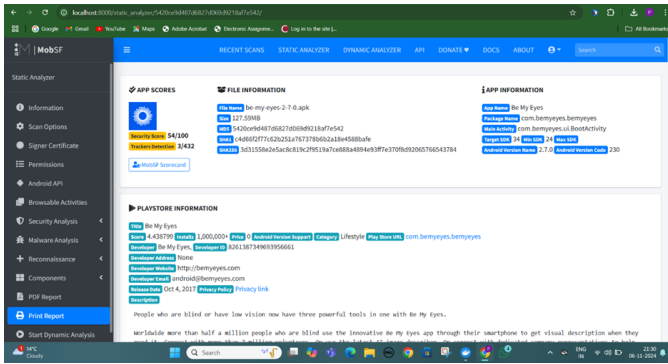 localhost:8000/static_analyzer/5420ce9d487d6827d069d9218af7e542/
Google Gmail YouTube Maps Adobe Acrobat Electronic Assignme... Log in to the site |... All Bookmarks
MobSF RECENT SCANS STATIC ANALYZER DYNAMIC ANALYZER API DONATE ♥ DOCS ABOUT Search
Static Analyzer
Information
Scan Options
Signer Certificate
Permissions
Android API
Browsable Activities
Security Analysis
Malware Analysis
Reconnaissance
Components
PDF Report
Print Report
Start Dynamic Analysis
APP SCORES
Security Score 54/100
Trackers Detection 3/432
MobSF Scorecard
FILE INFORMATION
File Name be-my-eyes-2-7-0.apk
Size 127.59MB
MD5 5420ce9d487d6827d069d9218af7e542
SHA1 c4d66f2f77c62b251a767378b6b2a18e4588bafe
SHA256 3d31558e2e5ac8c819c2f9519a7ce888a4894e93ff7e370f8d92065766543784
APP INFORMATION
App Name Be My Eyes
Package Name com.bemyeyes.bemyeyes
Main Activity com.bemyeyes.ui.BootActivity
Target SDK 34 Min SDK 24 Max SDK
Android Version Name 2.7.0 Android Version Code 230
PLAYSTORE INFORMATION
Title Be My Eyes
Score 4.438799 Installs 1,000,000+ Price 0 Android Version Support Category Lifestyle Play Store URL com.bemyeyes.bemyeyes
Developer Be My Eyes, Developer ID 8261387349693956661
Developer Address None
Developer Website http://bemyeyes.com
Developer Email android@bemyeyes.com
Release Date Oct 4, 2017 Privacy Policy Privacy link
Description
People who are blind or have low vision now have three powerful tools in one with Be My Eyes.
Worldwide more than half a million people who are blind use the innovative Be My Eyes app through their smartphone to get visual description when they
14°C
Cloudy
Search
ENG
IN
21:30
06-11-2024